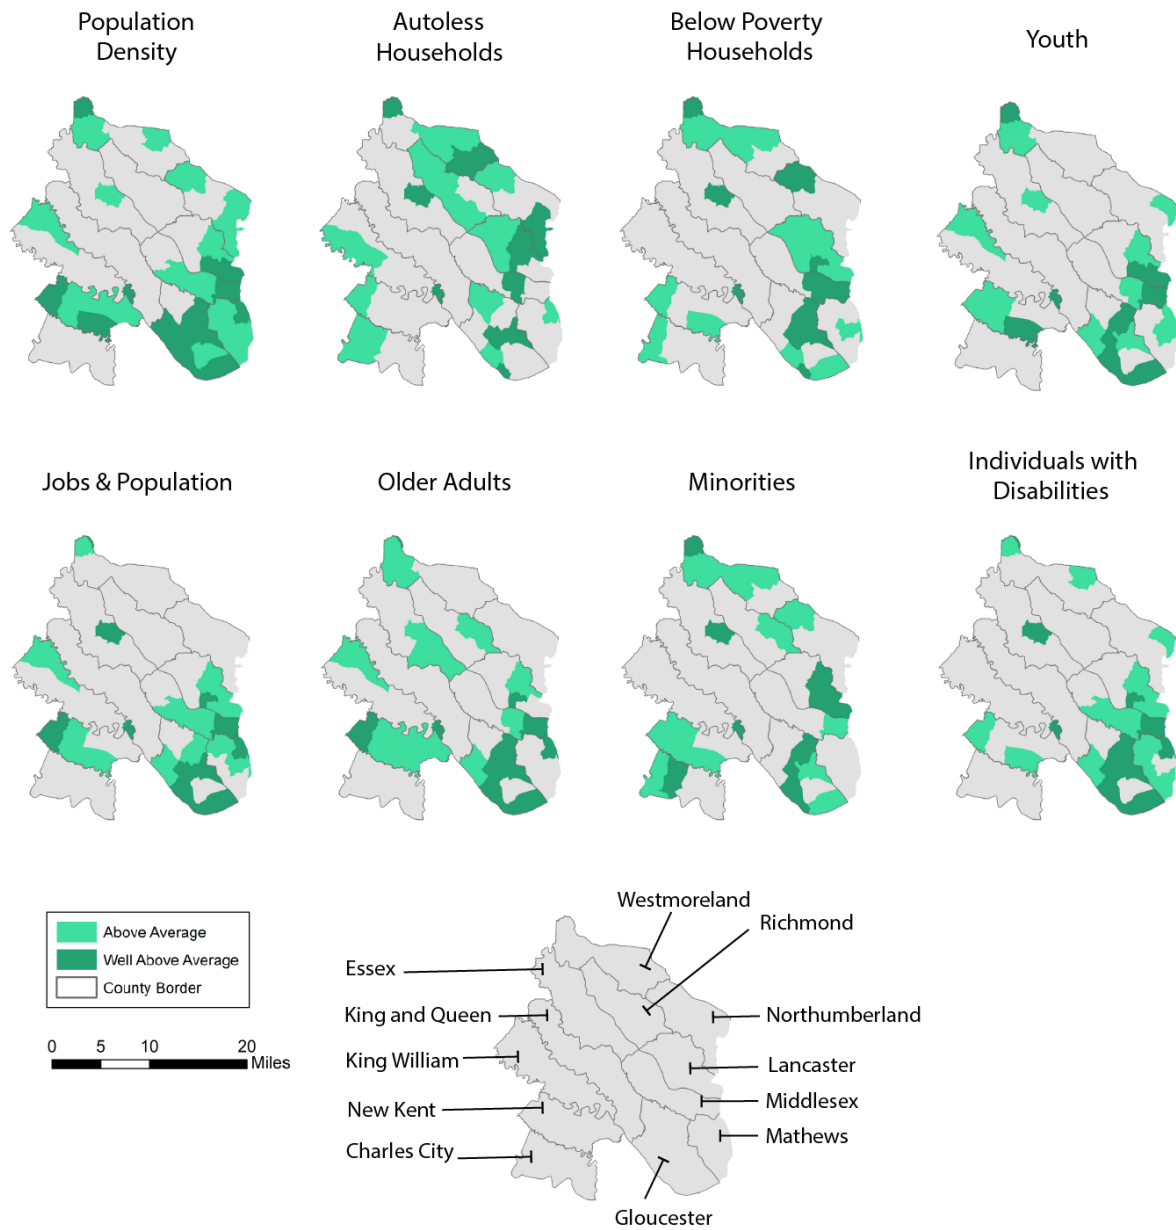 Population
Density
Autoless
Households
Below Poverty
Households
Youth
Jobs & Population
Older Adults
Minorities
Individuals with
Disabilities
Above Average
Well Above Average
County Border
0 5 10 20
Miles
Westmoreland
Richmond
Essex
King and Queen
Northumberland
King William
Lancaster
New Kent
Middlesex
Charles City
Mathews
Gloucester